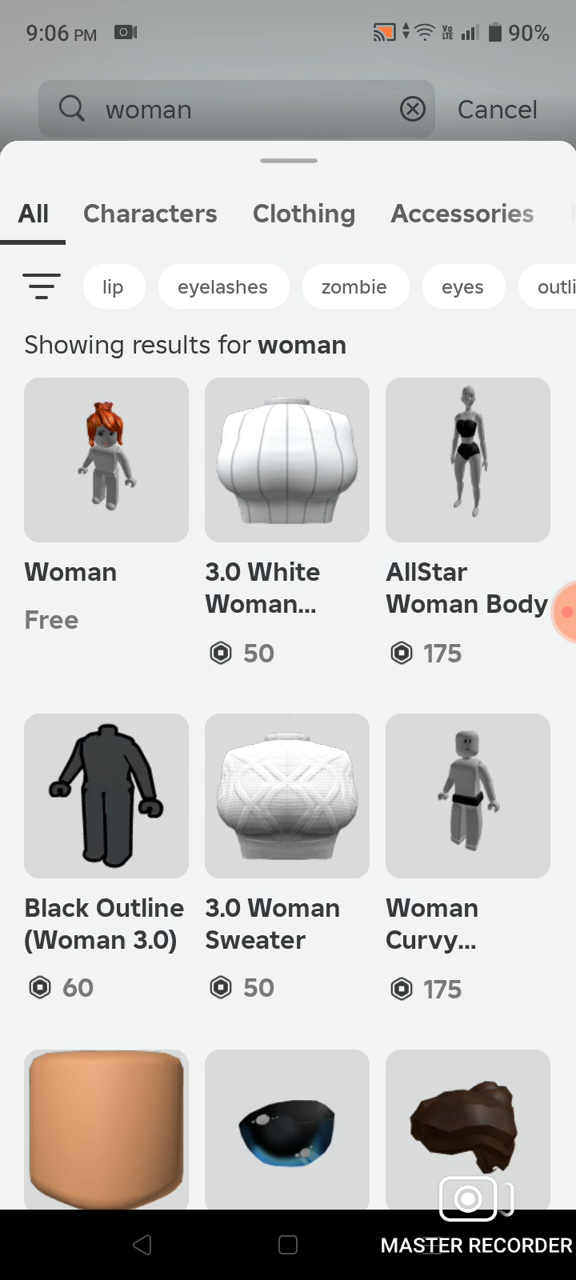 9:06 PM
Vo
LTE
90%
woman
Cancel
All
Characters
Clothing
Accessories
lip
eyelashes
zombie
eyes
outli
Showing results for woman
Woman
Free
3.0 White
Woman...
50
AllStar
Woman Body
175
Black Outline
(Woman 3.0)
60
3.0 Woman
Sweater
50
Woman
Curvy...
175
MASTER RECORDER